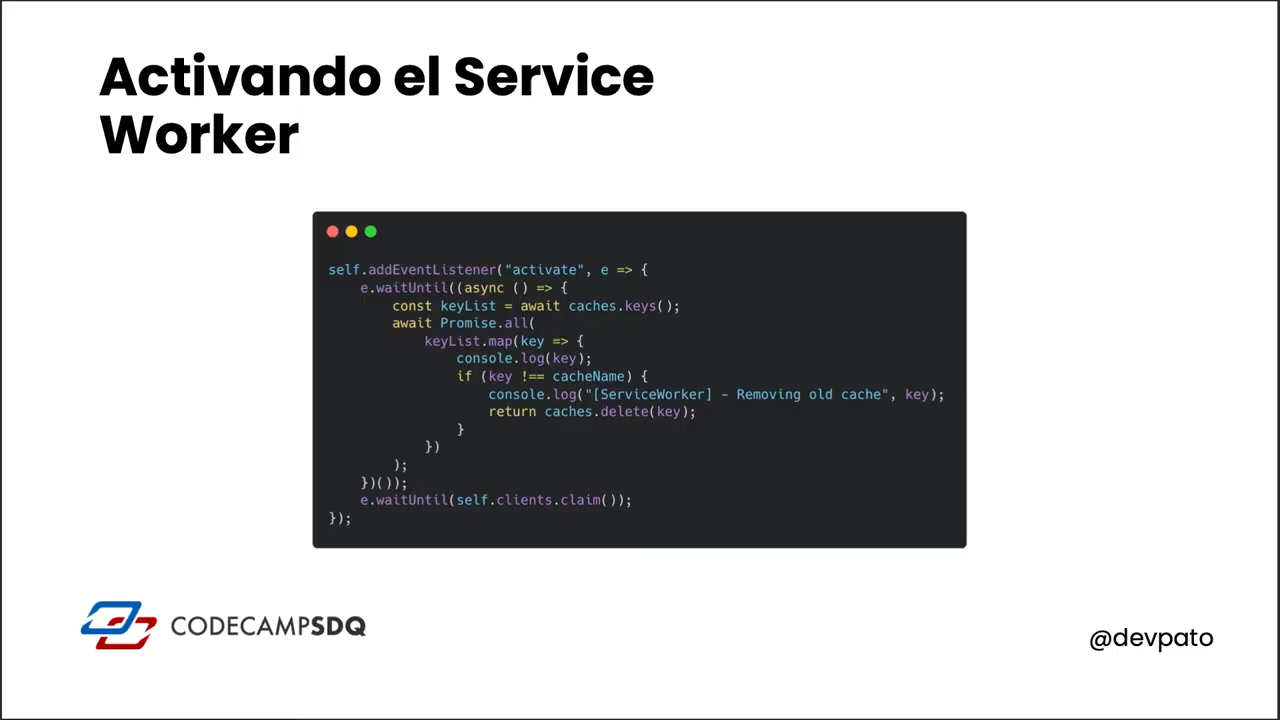 Activando el Service
Worker
self.addEventListener("activate", e => {
    e.waitUntil((async () => {
        const keyList = await caches.keys();
        await Promise.all(
            keyList.map(key => {
                console.log(key);
                if (key !== cacheName) {
                    console.log("[ServiceWorker] - Removing old cache", key);
                    return caches.delete(key);
                }
            })
        );
    })());
    e.waitUntil(self.clients.claim());
});
CODECAMPSDQ
@devpato